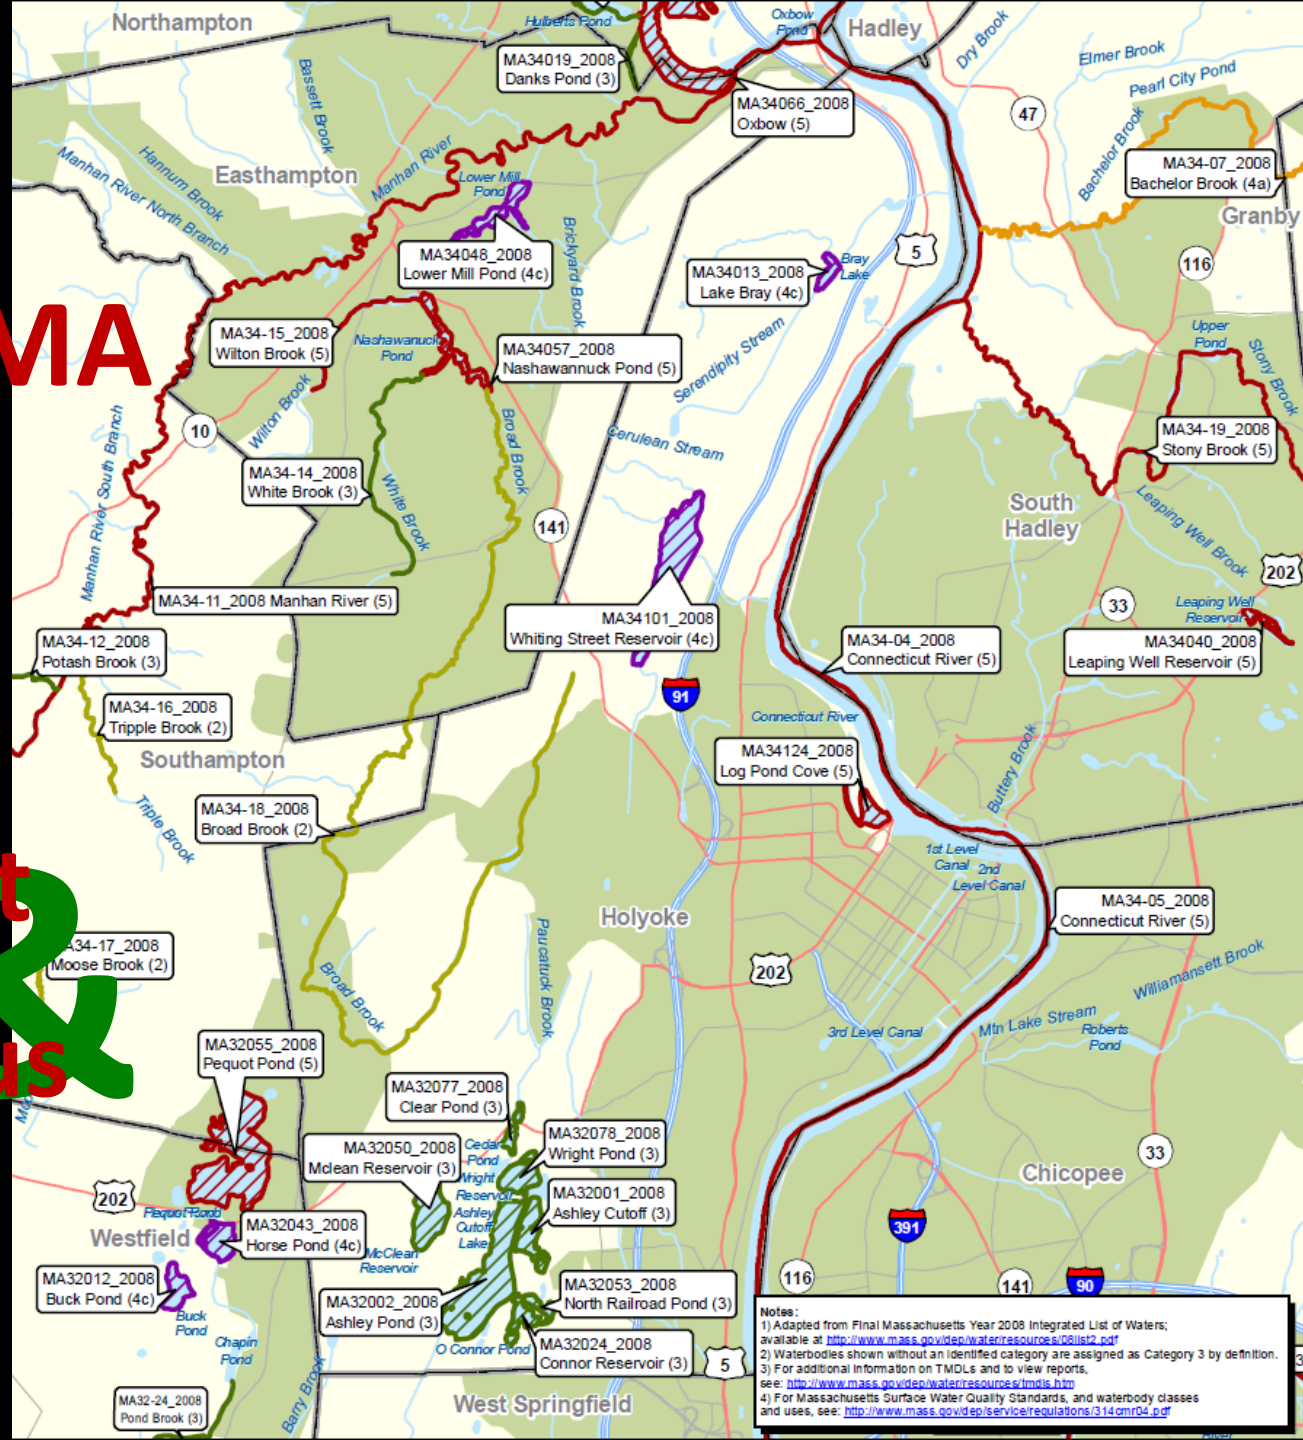 Northampton
Hulberts Pond
Oxbow
Pond
Hadley
Dry Brook
Elmer Brook
Pearl City Pond
MA34019_2008
Danks Pond (3)
Bassett Brook
MA34066_2008
Oxbow (5)
47
Bachelor Brook
MA34-07_2008
Bachelor Brook (4a)
Granby
Manhan River
Hannum Brook
Manhan River North Branch
Easthampton
Lower Mill
Pond
Brickyard Brook
MA34048_2008
Lower Mill Pond (4c)
MA34013_2008
Lake Bray (4c)
Bray
Lake
5
116
MA
MA34-15_2008
Wilton Brook (5)
Nashawanuck
Pond
MA34057_2008
Nashawannuck Pond (5)
Serendipity Stream
Upper
Pond
Stony Brook
Wilton Brook
10
Manhan River South Branch
Broad Brook
Cerulean Stream
MA34-19_2008
Stony Brook (5)
MA34-14_2008
White Brook (3)
White Brook
141
South
Hadley
Leaping Well Brook
202
MA34-11_2008 Manhan River (5)
MA34101_2008
Whiting Street Reservoir (4c)
33
Leaping Well
Reservoir
MA34-12_2008
Potash Brook (3)
MA34-04_2008
Connecticut River (5)
MA34040_2008
Leaping Well Reservoir (5)
91
MA34-16_2008
Tripple Brook (2)
Connecticut River
MA34124_2008
Log Pond Cove (5)
Buttery Brook
Southampton
Triple Brook
MA34-18_2008
Broad Brook (2)
1st Level
Canal
2nd
Level Canal
t
&
MA34-05_2008
Connecticut River (5)
Holyoke
A34-17_2008
Moose Brook (2)
Broad Brook
Paucatuck Brook
202
Williamansett Brook
3rd Level Canal
Mtn Lake Stream
Roberts
Pond
us
MA32055_2008
Pequot Pond (5)
MA32077_2008
Clear Pond (3)
MA32050_2008
Mclean Reservoir (3)
Cedar
Pond
Wright
Reservoir
Ashley
Cutoff
Lake
MA32078_2008
Wright Pond (3)
MA32001_2008
Ashley Cutoff (3)
33
Chicopee
202
Pequot Pond
Westfield
MA32043_2008
Horse Pond (4c)
McClean
Reservoir
391
MA32012_2008
Buck Pond (4c)
Buck
Pond
MA32002_2008
Ashley Pond (3)
MA32053_2008
North Railroad Pond (3)
116
141
90
Chapin
Pond
O Connor Pond
MA32024_2008
Connor Reservoir (3)
5
Notes:
1) Adapted from Final Massachusetts Year 2008 Integrated List of Waters;
available at http://www.mass.gov/dep/water/resources/08list2.pdf
2) Waterbodies shown without an identified category are assigned as Category 3 by definition.
3) For additional information on TMDLs and to view reports,
see: http://www.mass.gov/dep/water/resources/tmdls.htm
4) For Massachusetts Surface Water Quality Standards, and waterbody classes
and uses, see: http://www.mass.gov/dep/service/regulations/314cmr04.pdf
MA32-24_2008
Pond Brook (3)
Barry Brook
West Springfield
River